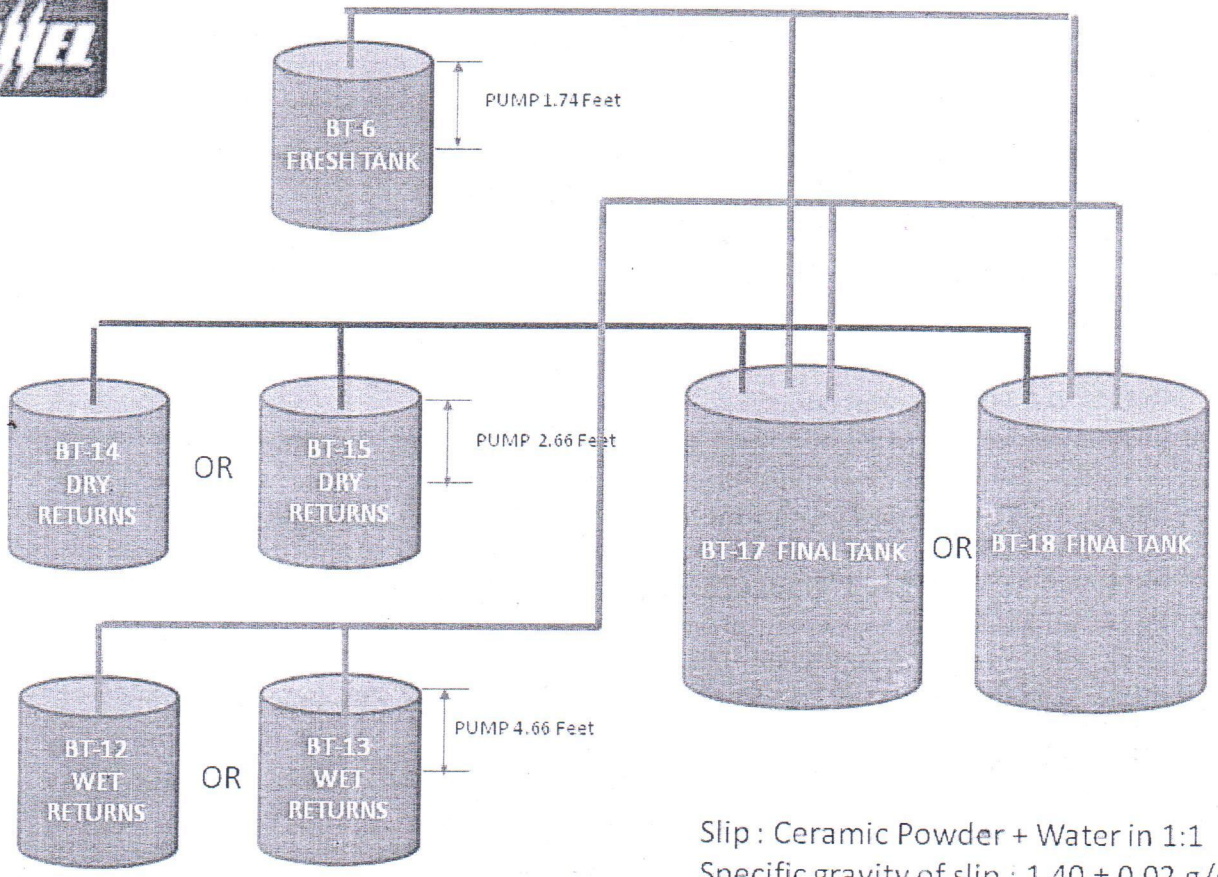 PUMP 1.74 Feet
BT-6
FRESH TANK
BT-14
DRY
RETURNS
OR
BT-15
DRY
RETURNS
PUMP 2.66 Feet
BT-17 FINAL TANK
OR
BT-18 FINAL TANK
BT-12
WET
RETURNS
OR
BT-13
WET
RETURNS
PUMP 4.66 Feet
Slip : Ceramic Powder + Water in 1:1